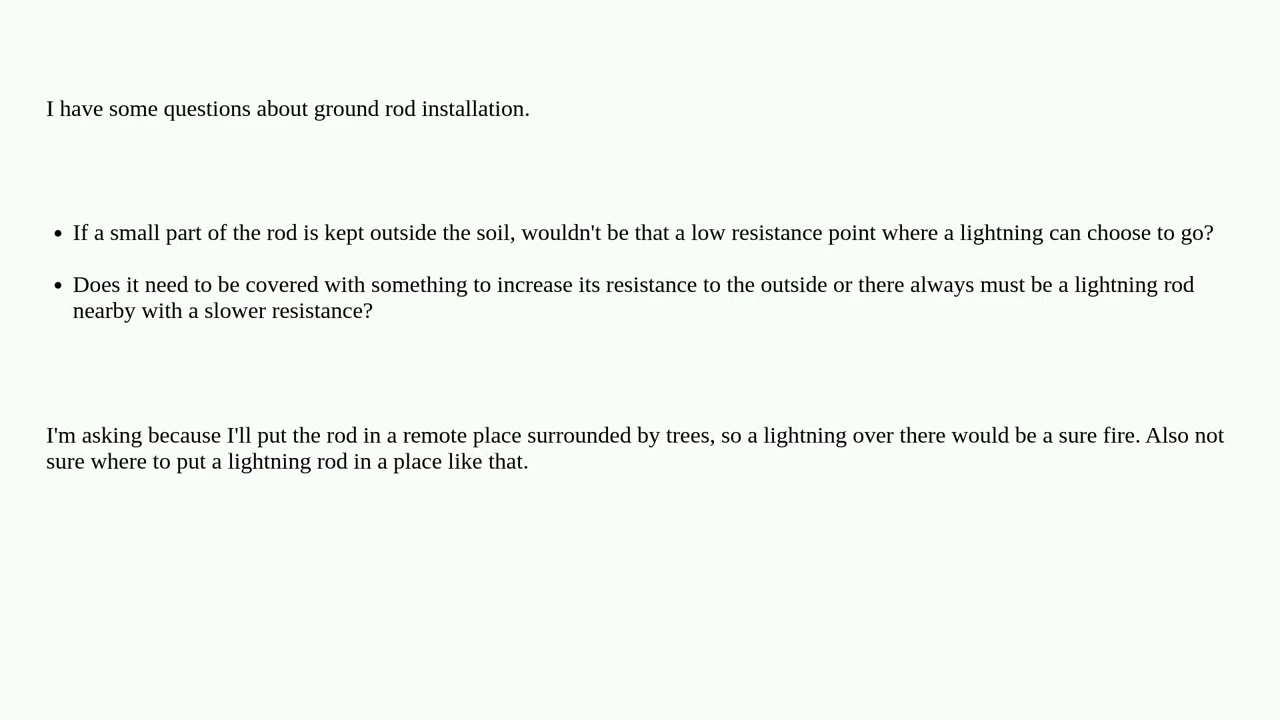 I have some questions about ground rod installation.
• If a small part of the rod is kept outside the soil, wouldn't be that a low resistance point where a lightning can choose to go?
• Does it need to be covered with something to increase its resistance to the outside or there always must be a lightning rod
nearby with a slower resistance?
I'm asking because I'll put the rod in a remote place surrounded by trees, so a lightning over there would be a sure fire. Also not
sure where to put a lightning rod in a place like that.